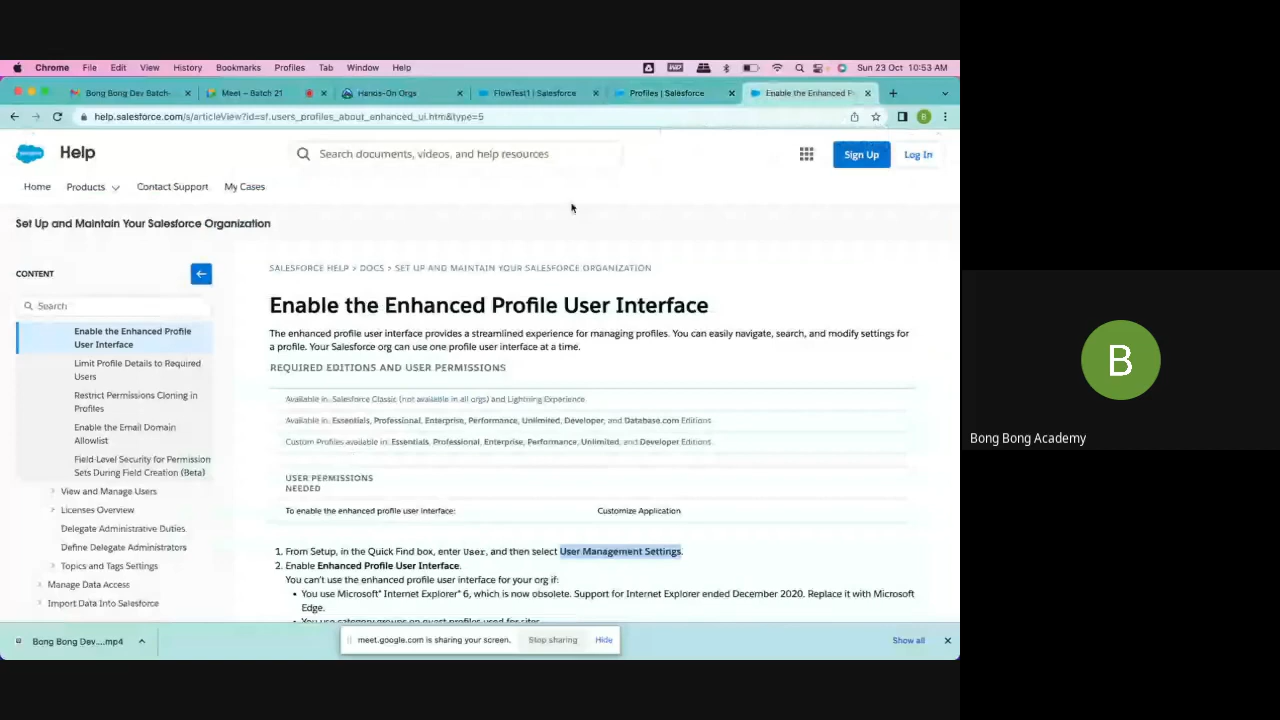 Chrome File Edit View History Bookmarks Profiles Tab Window Help Sun 23 Oct 10:53 AM
Bong Bong Dev Batch- Meet – Batch 21 Hands-On Orgs FlowTest1 | Salesforce Profiles | Salesforce Enable the Enhanced P
help.salesforce.com/s/articleView?id=sf.users_profiles_about_enhanced_ui.htm&type=5
Help
Search documents, videos, and help resources
Sign Up
Log In
Home Products Contact Support My Cases
Set Up and Maintain Your Salesforce Organization
CONTENT
Search
Enable the Enhanced Profile
User Interface
Limit Profile Details to Required
Users
Restrict Permissions Cloning in
Profiles
Enable the Email Domain
Allowlist
Field-Level Security for Permission
Sets During Field Creation (Beta)
View and Manage Users
Licenses Overview
Delegate Administrative Duties
Define Delegate Administrators
Topics and Tags Settings
Manage Data Access
Import Data Into Salesforce
SALESFORCE HELP > DOCS > SET UP AND MAINTAIN YOUR SALESFORCE ORGANIZATION
Enable the Enhanced Profile User Interface
The enhanced profile user interface provides a streamlined experience for managing profiles. You can easily navigate, search, and modify settings for
a profile. Your Salesforce org can use one profile user interface at a time.
REQUIRED EDITIONS AND USER PERMISSIONS
Available in: Salesforce Classic (not available in all orgs) and Lightning Experience
Available in: Essentials, Professional, Enterprise, Performance, Unlimited, Developer, and Database.com Editions
Custom Profiles available in: Essentials, Professional, Enterprise, Performance, Unlimited, and Developer Editions
USER PERMISSIONS
NEEDED
To enable the enhanced profile user interface: Customize Application
1. From Setup, in the Quick Find box, enter User, and then select User Management Settings.
2. Enable Enhanced Profile User Interface.
You can't use the enhanced profile user interface for your org if:
• You use Microsoft® Internet Explorer® 6, which is now obsolete. Support for Internet Explorer ended December 2020. Replace it with Microsoft
Edge.
• You use category groups on guest profiles used for sites.
Bong Bong Dev....mp4
meet.google.com is sharing your screen. Stop sharing Hide
Show all
B
Bong Bong Academy